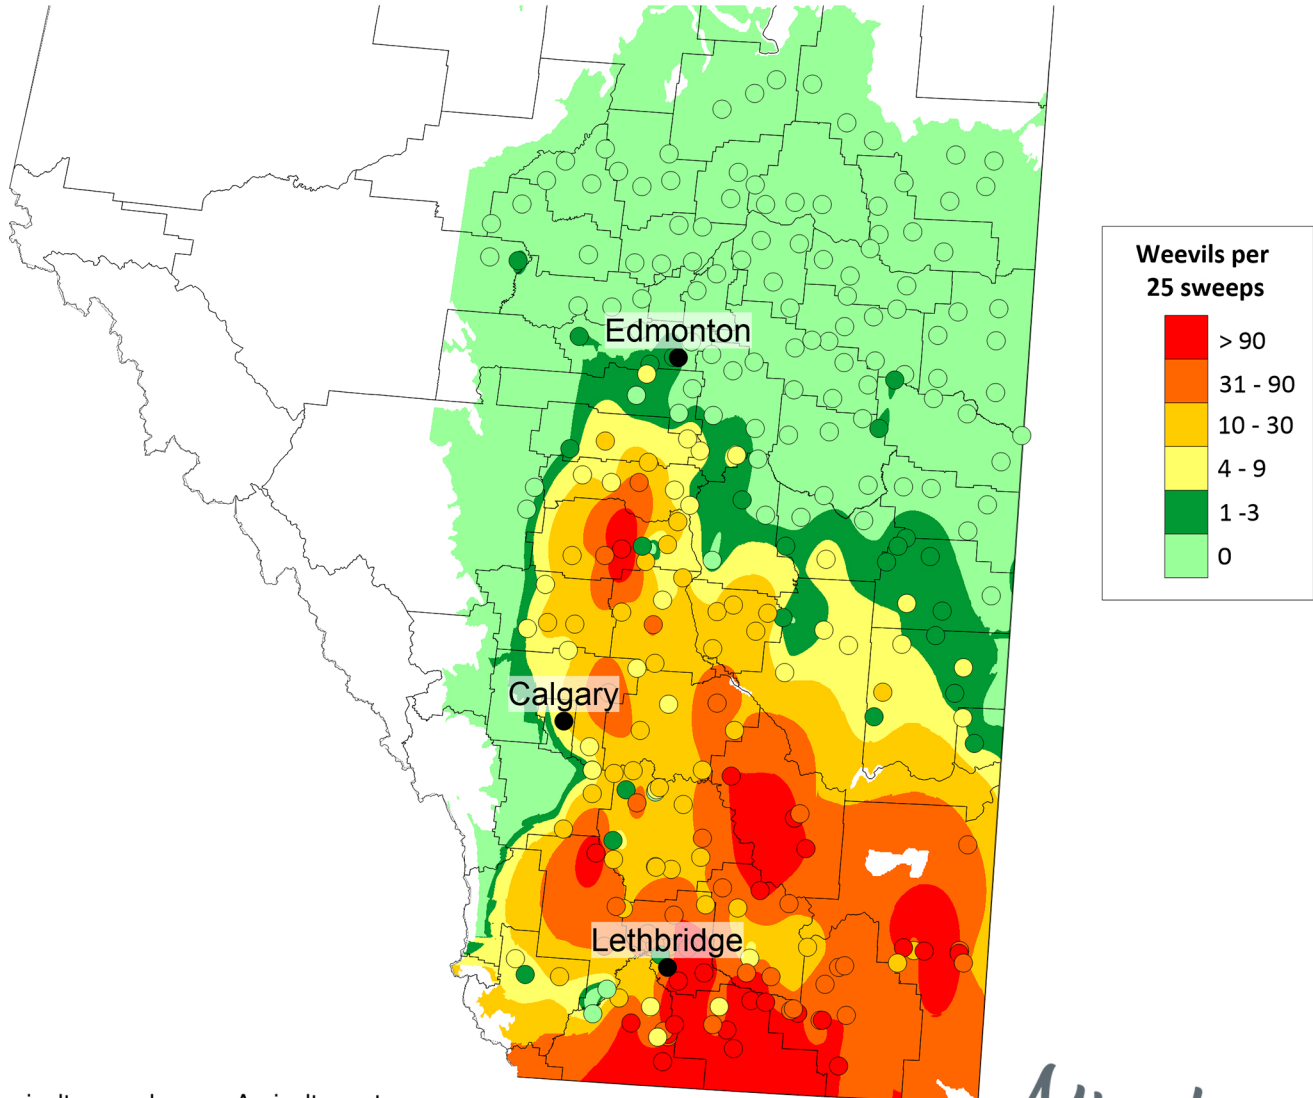 Edmonton
Calgary
Lethbridge
Weevils per
25 sweeps
> 90
31 - 90
10 - 30
4 - 9
1 -3
0